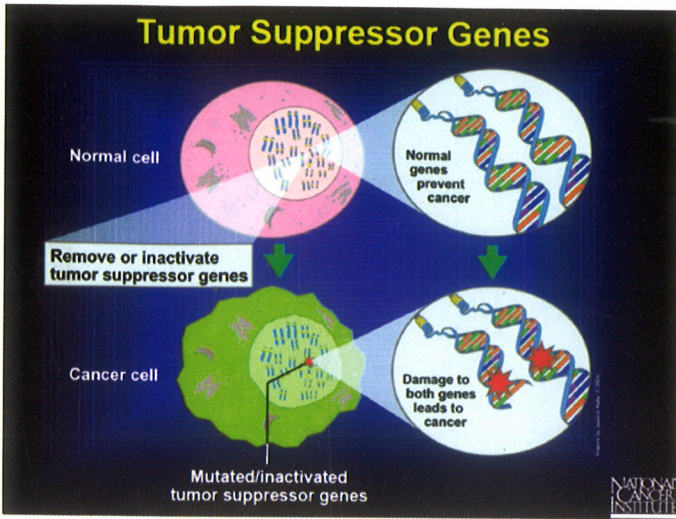 Tumor Suppressor Genes
Normal cell
Normal
genes
prevent
cancer
Remove or inactivate
tumor suppressor genes
Cancer cell
Damage to
both genes
leads to
cancer
Mutated/inactivated
tumor suppressor genes
NATIONAL
CANCER
INSTITUTE